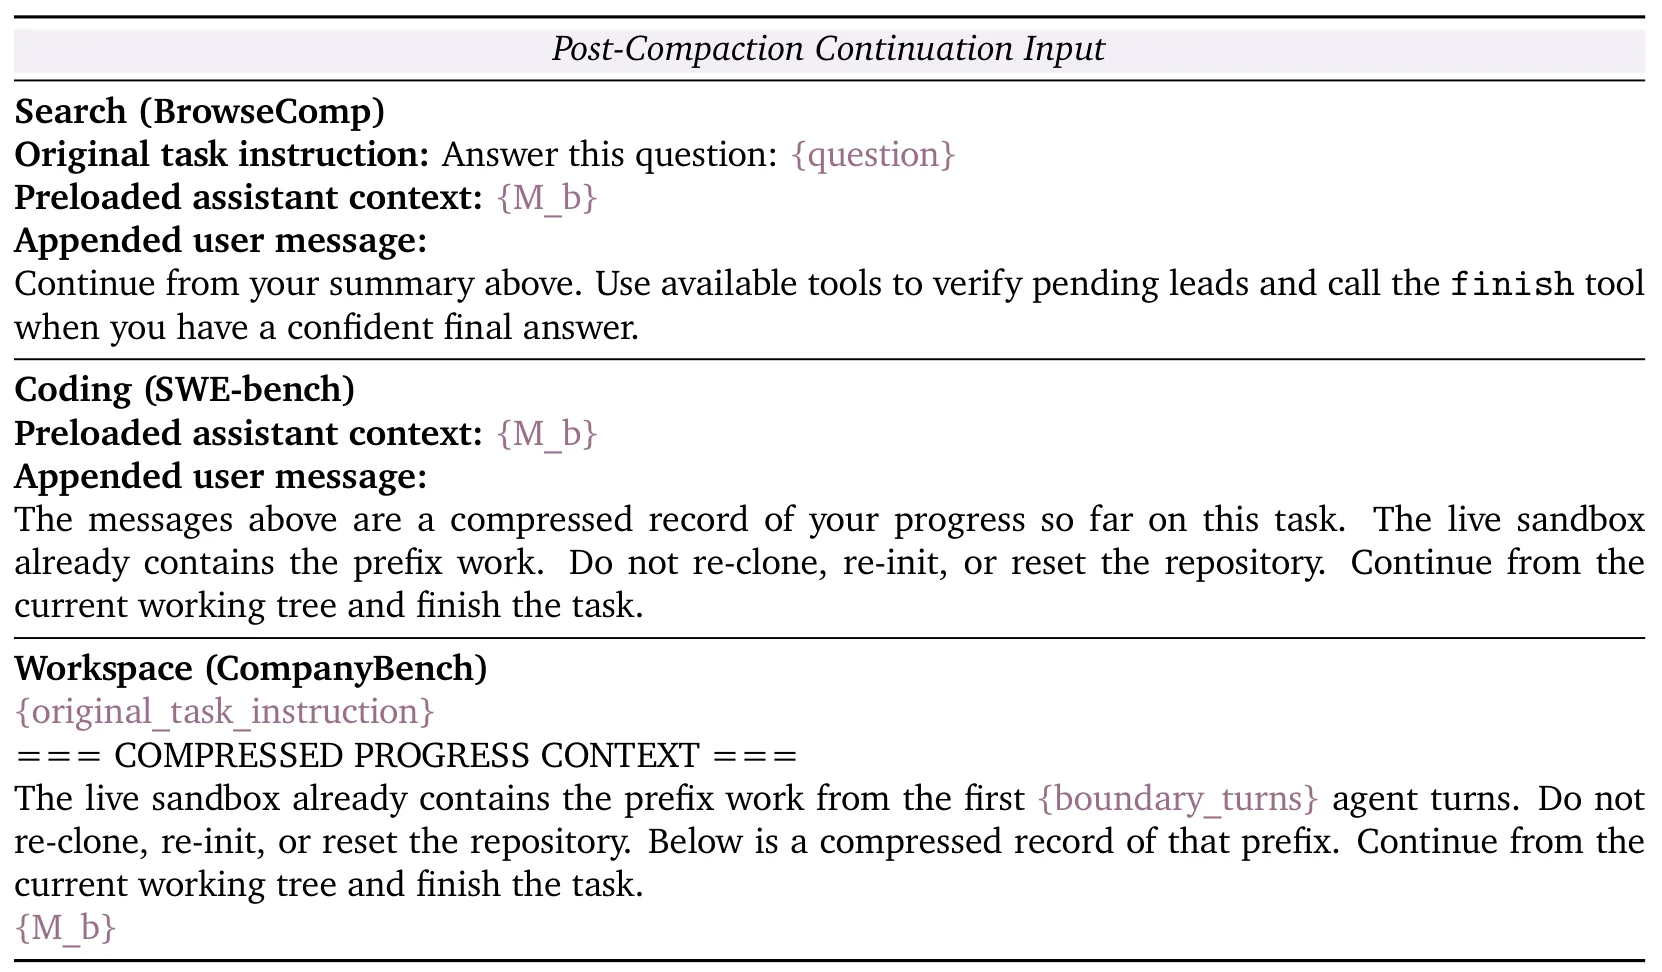 Post-Compaction Continuation Input
Search (BrowseComp)
Original task instruction: Answer this question: {question}
Preloaded assistant context: {M_b}
Appended user message:
Continue from your summary above. Use available tools to verify pending leads and call the finish tool
when you have a confident final answer.
Coding (SWE-bench)
Preloaded assistant context: {M_b}
Appended user message:
The messages above are a compressed record of your progress so far on this task. The live sandbox
already contains the prefix work. Do not re-clone, re-init, or reset the repository. Continue from the
current working tree and finish the task.
Workspace (CompanyBench)
{original_task_instruction}
=== COMPRESSED PROGRESS CONTEXT ===
The live sandbox already contains the prefix work from the first {boundary_turns} agent turns. Do not
re-clone, re-init, or reset the repository. Below is a compressed record of that prefix. Continue from the
current working tree and finish the task.
{M_b}